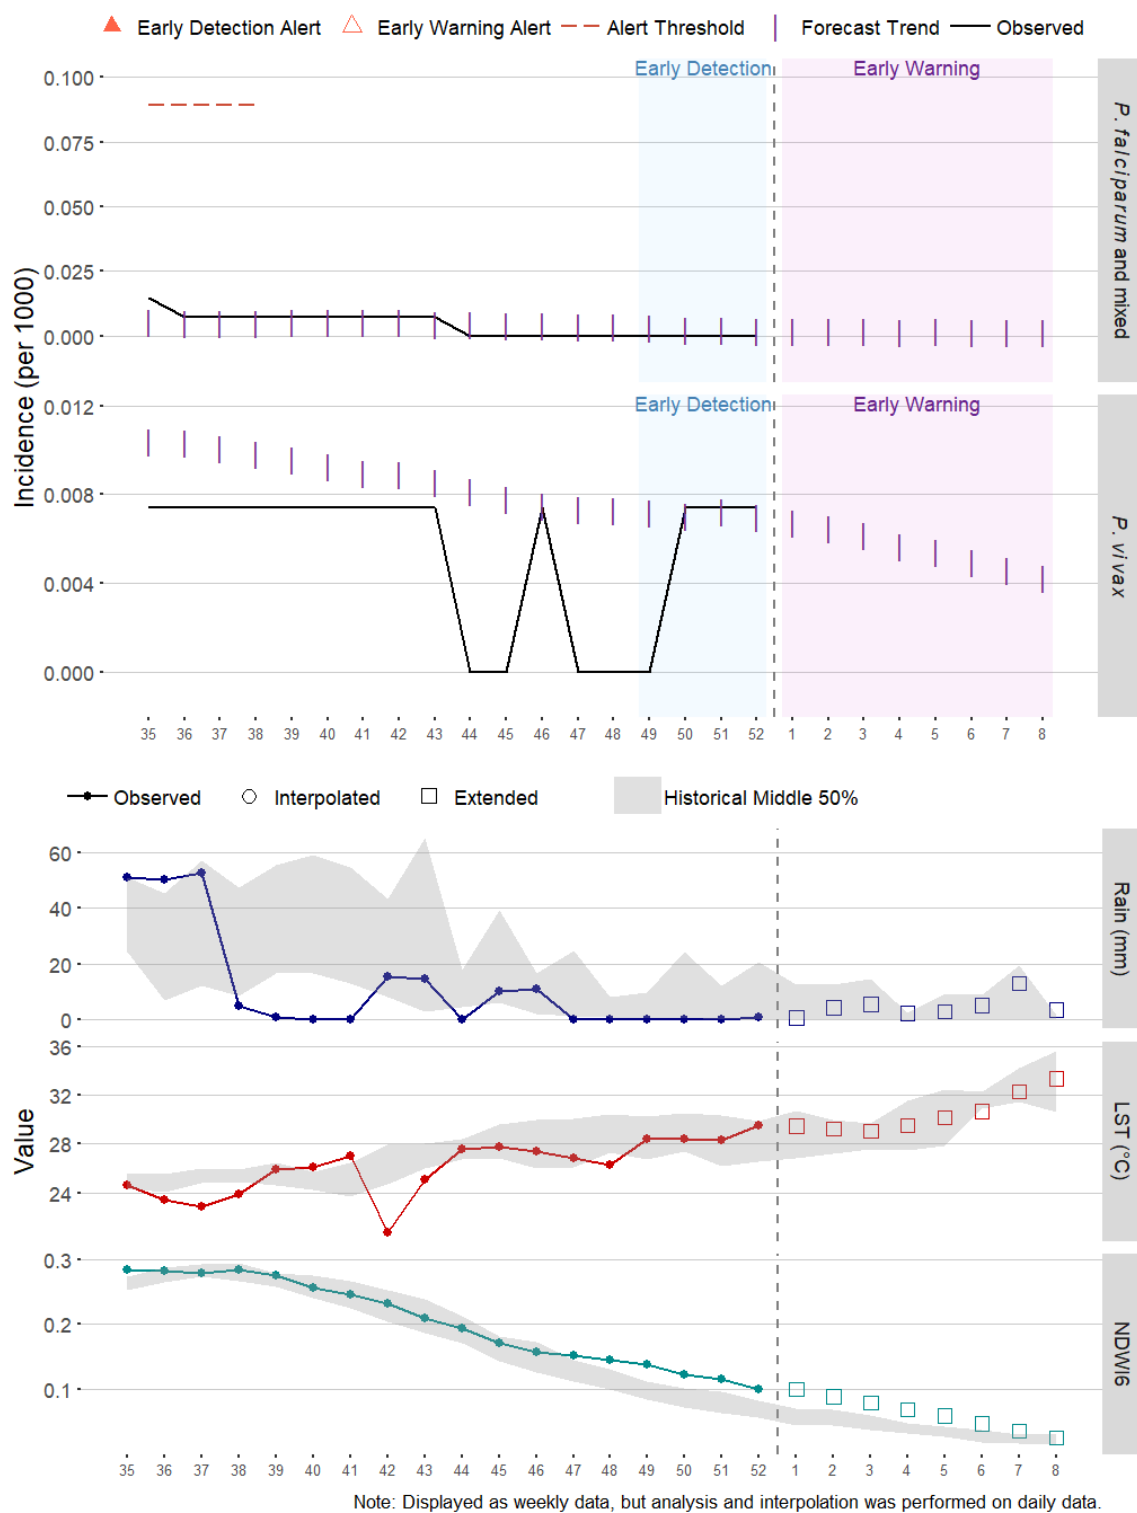 Early Detection Alert Early Warning Alert Alert Threshold Forecast Trend Observed
Early Detection Early Warning
0.100
0.075
0.050
0.025
0.000
P. falciparum and mixed
Incidence (per 1000)
Early Detection Early Warning
0.012
0.008
0.004
0.000
P. vivax
35 36 37 38 39 40 41 42 43 44 45 46 47 48 49 50 51 52 1 2 3 4 5 6 7 8
Observed Interpolated Extended Historical Middle 50%
60
40
20
0
Rain (mm)
36
32
28
24
LST (°C)
Value
0.3
0.2
0.1
NDWI6
35 36 37 38 39 40 41 42 43 44 45 46 47 48 49 50 51 52 1 2 3 4 5 6 7 8
Note: Displayed as weekly data, but analysis and interpolation was performed on daily data.